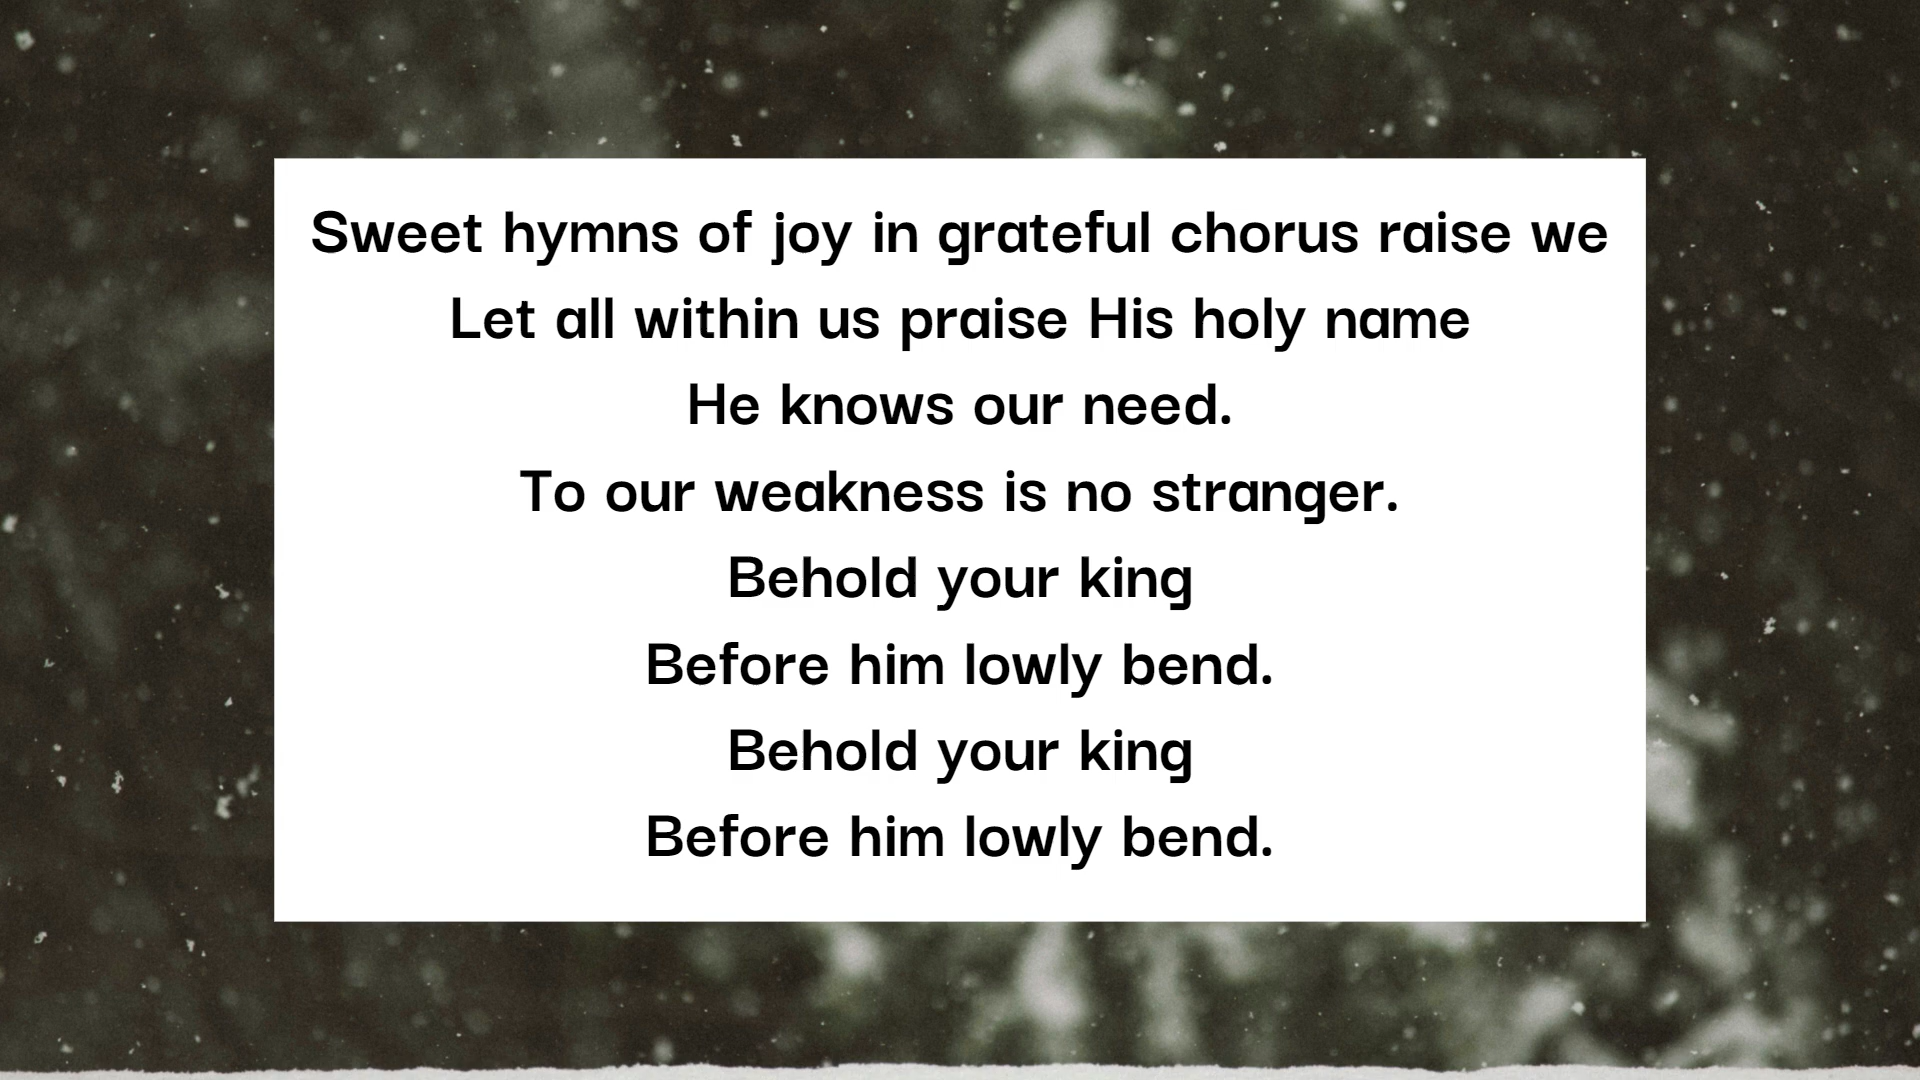 Sweet hymns of joy in grateful chorus raise we
Let all within us praise His holy name
He knows our need.
To our weakness is no stranger.
Behold your king
Before him lowly bend.
Behold your king
Before him lowly bend.